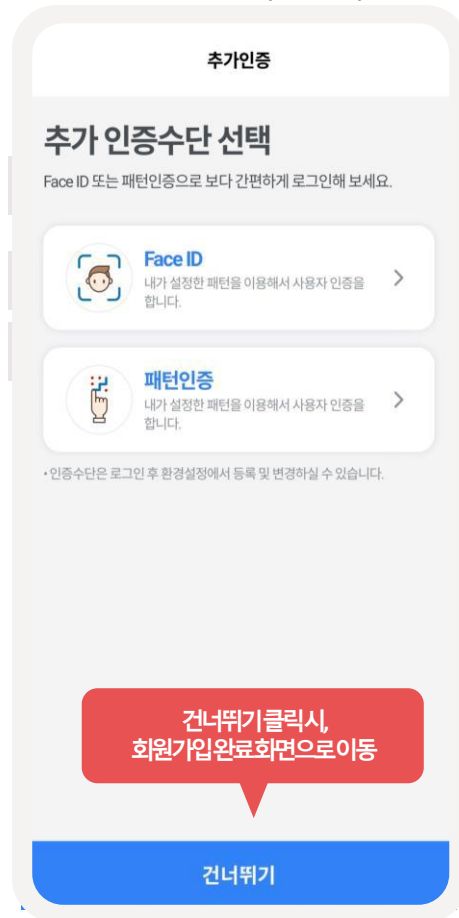 추가인증
추가 인증수단 선택
Face ID 또는 패턴인증으로 보다 간편하게 로그인해 보세요.
Face ID
내가 설정한 패턴을 이용해서 사용자 인증을
합니다.
패턴인증
내가 설정한 패턴을 이용해서 사용자 인증을
합니다.
• 인증수단은 로그인 후 환경설정에서 등록 및 변경하실 수 있습니다.
건너뛰기 클릭시,
회원가입 완료 화면으로 이동
건너뛰기